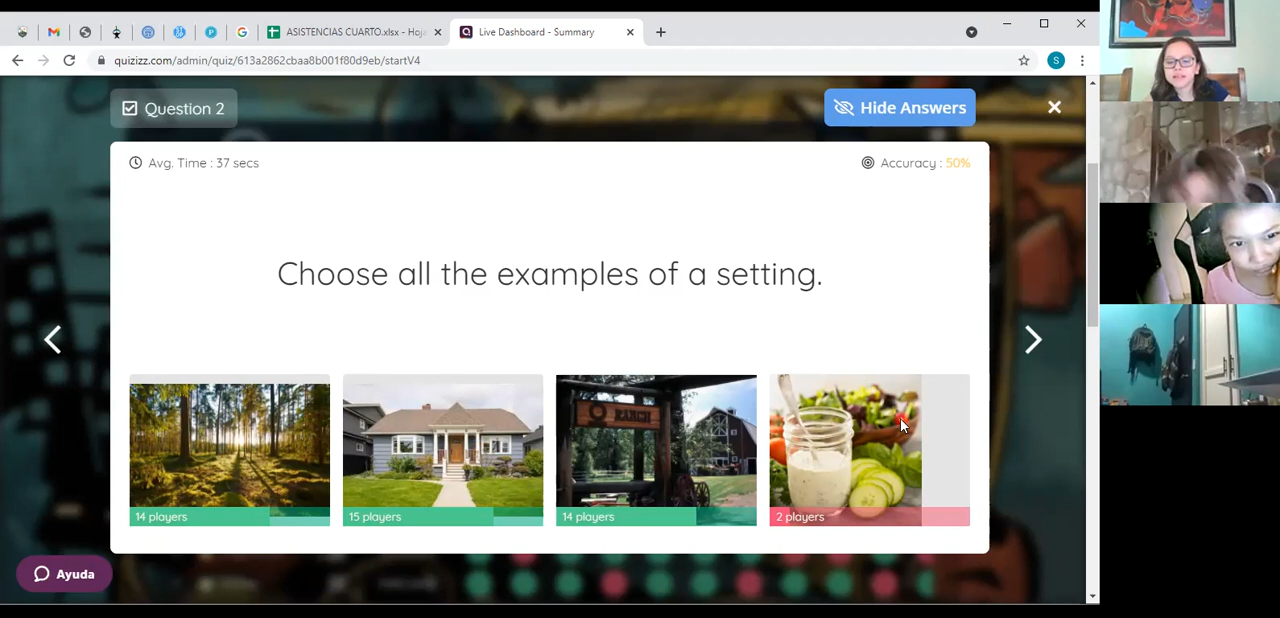 ASISTENCIAS CUARTO.xlsx - Hoja
Live Dashboard - Summary
quizizz.com/admin/quiz/613a2862cbaa8b001f80d9eb/startV4
S
Question 2
Hide Answers
Avg. Time : 37 secs
Accuracy : 50%
Choose all the examples of a setting.
RANCH
14 players
15 players
14 players
2 players
Ayuda